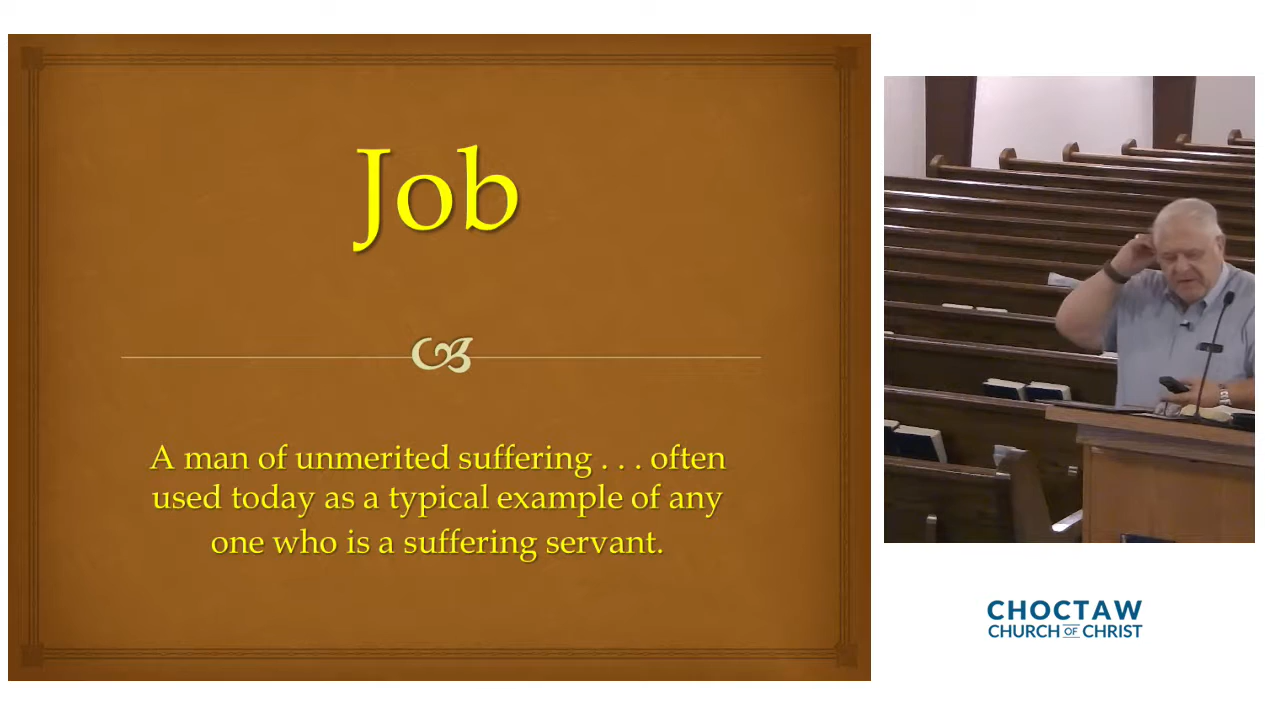 Job
A man of unmerited suffering . . . often
used today as a typical example of any
one who is a suffering servant.
CHOCTAW
CHURCH OF CHRIST